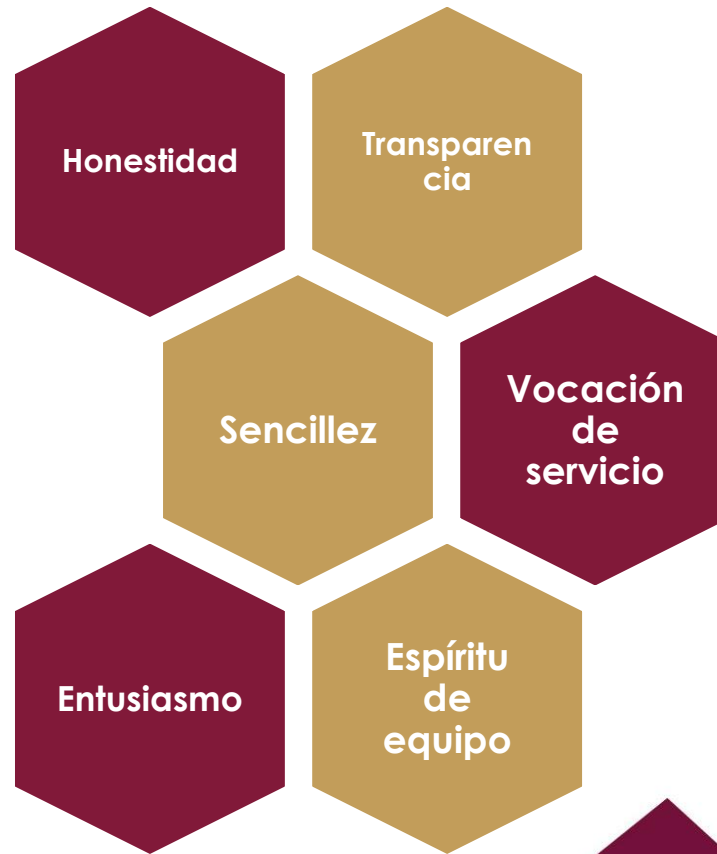 Honestidad
Transparen
cia
Sencillez
Vocación
de
servicio
Entusiasmo
Espíritu
de
equipo